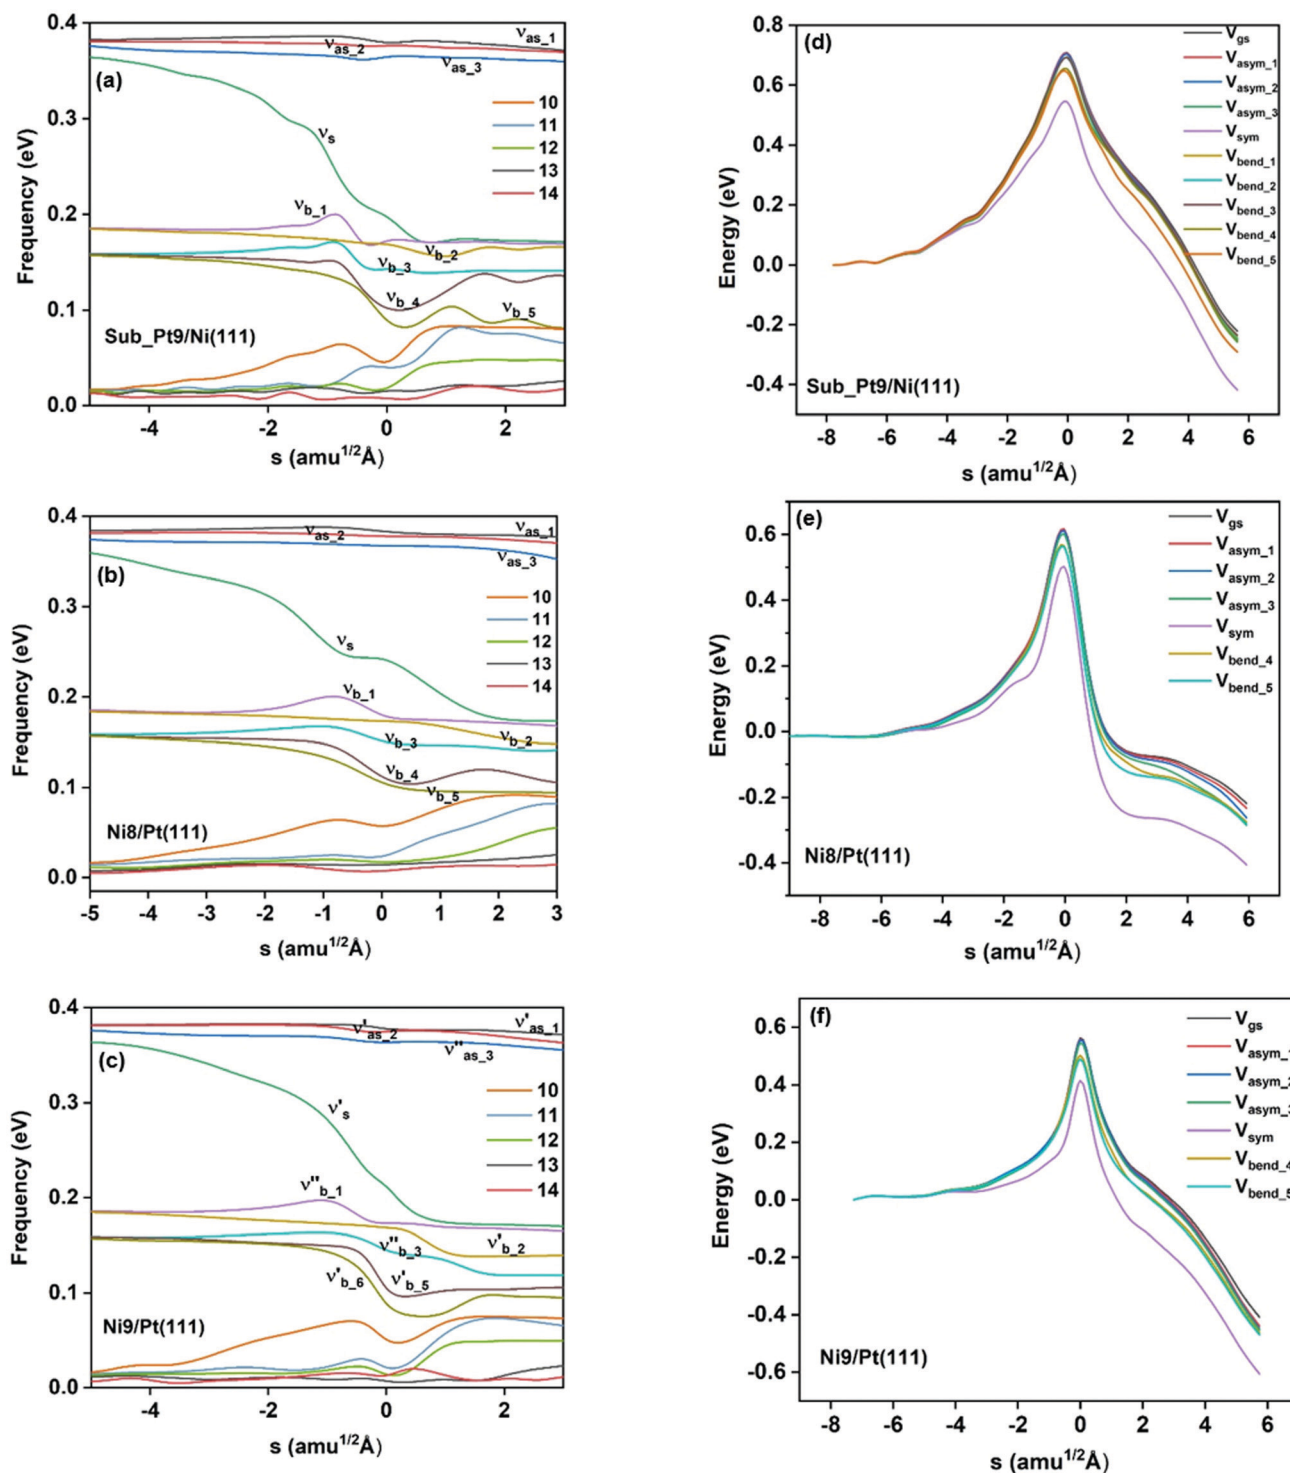 (a)
0.4
0.3
0.2
0.1
0.0
Frequency (eV)
ν_as_1
ν_as_2
ν_as_3
ν_s
ν_b_1
ν_b_2
ν_b_3
ν_b_4
ν_b_5
10
11
12
13
14
Sub_Pt9/Ni(111)
-4 -2 0 2
s (amu^1/2Å)
(d)
0.8
0.6
0.4
0.2
0.0
-0.2
-0.4
Energy (eV)
V_gs
V_asym_1
V_asym_2
V_asym_3
V_sym
V_bend_1
V_bend_2
V_bend_3
V_bend_4
V_bend_5
Sub_Pt9/Ni(111)
-8 -6 -4 -2 0 2 4 6
s (amu^1/2Å)
(b)
0.4
0.3
0.2
0.1
0.0
Frequency (eV)
ν_as_1
ν_as_2
ν_as_3
ν_s
ν_b_1
ν_b_2
ν_b_3
ν_b_4
ν_b_5
10
11
12
13
14
Ni8/Pt(111)
-5 -4 -3 -2 -1 0 1 2 3
s (amu^1/2Å)
(e)
0.6
0.4
0.2
0.0
-0.2
-0.4
Energy (eV)
V_gs
V_asym_1
V_asym_2
V_asym_3
V_sym
V_bend_4
V_bend_5
Ni8/Pt(111)
-8 -6 -4 -2 0 2 4 6
s (amu^1/2Å)
(c)
0.4
0.3
0.2
0.1
0.0
Frequency (eV)
ν'_as_1
ν'_as_2
ν''_as_3
ν'_s
ν''_b_1
ν'_b_2
ν''_b_3
ν'_b_5
ν'_b_6
10
11
12
13
14
Ni9/Pt(111)
-4 -2 0 2
s (amu^1/2Å)
(f)
0.6
0.4
0.2
0.0
-0.2
-0.4
-0.6
Energy (eV)
V_gs
V_asym_1
V_asym_2
V_asym_3
V_sym
V_bend_4
V_bend_5
Ni9/Pt(111)
-8 -6 -4 -2 0 2 4 6
s (amu^1/2Å)